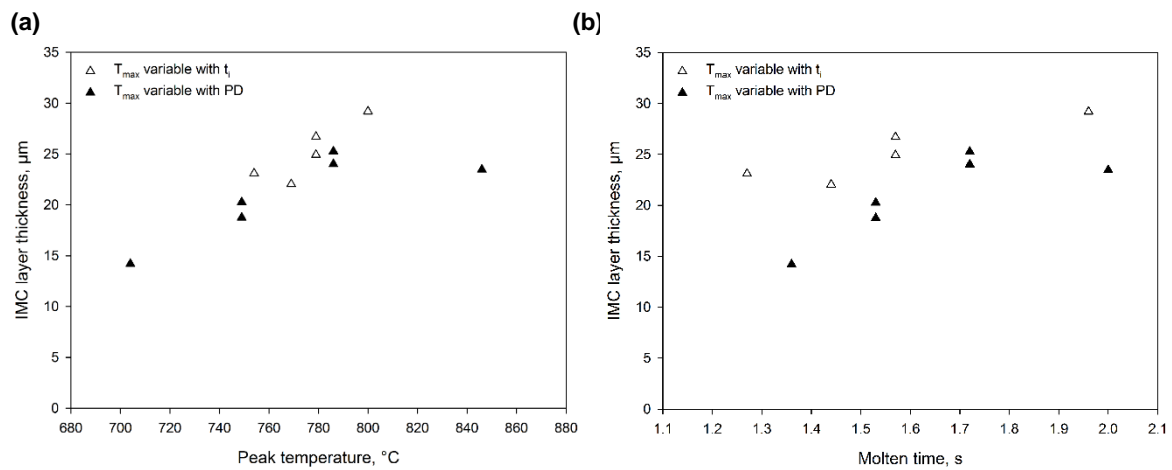 (a)
35
30
25
20
15
10
5
0
IMC layer thickness, µm
△ T_max variable with t_i
▲ T_max variable with PD
680 700 720 740 760 780 800 820 840 860 880
Peak temperature, °C
(b)
35
30
25
20
15
10
5
0
IMC layer thickness, µm
△ T_max variable with t_i
▲ T_max variable with PD
1.1 1.2 1.3 1.4 1.5 1.6 1.7 1.8 1.9 2.0 2.1
Molten time, s